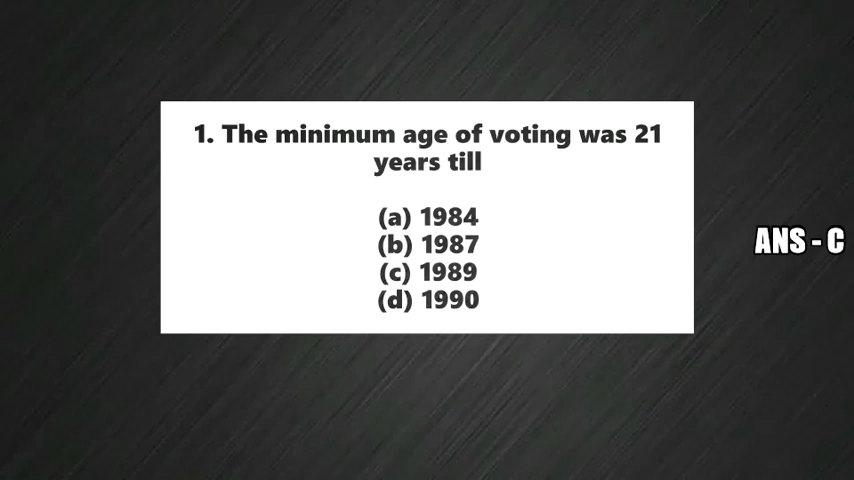 1. The minimum age of voting was 21
years till
(a) 1984
(b) 1987
(c) 1989
(d) 1990
ANS - C